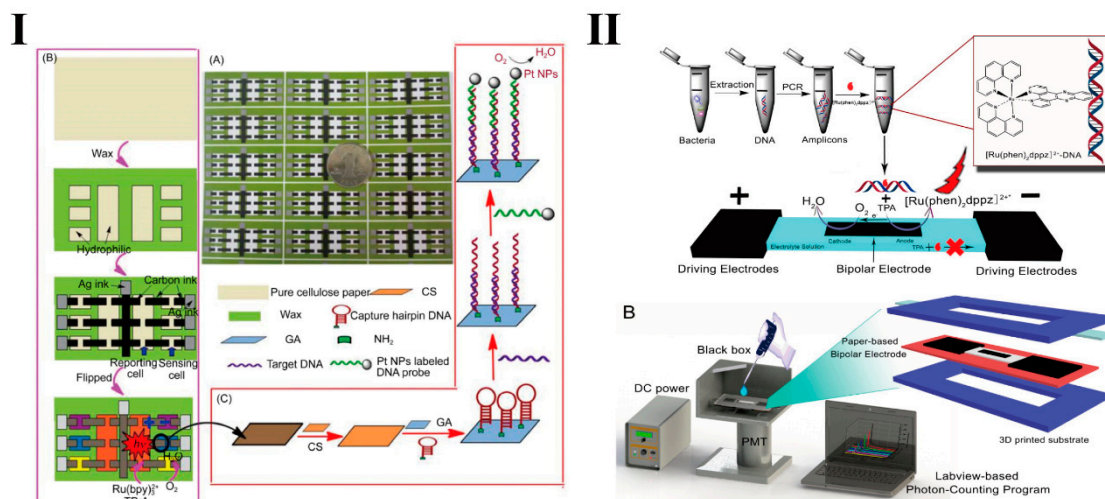 I
(B)
Wax
Hydrophilic
Ag ink
Carbon ink
Ag ink
Reporting
cell
Sensing
cell
Flipped
hν
H₂O
Ru(bpy)₃²⁺
O₂
(A)
Pure cellulose paper
CS
Wax
Capture hairpin DNA
GA
NH₂
Target DNA
Pt NPs labeled
DNA probe
(C)
CS
GA
O₂
H₂O
Pt NPs
II
Extraction
PCR
[Ru(phen)₂dppz]²⁺
Bacteria
DNA
Amplicons
[Ru(phen)₂dppz]²⁺-DNA
+
TPA
H₂O
O₂
e⁻
[Ru(phen)₂dppz]²⁺*
+
−
Electrolyte Solution
Cathode
Anode
TPA +
Driving Electrodes
Bipolar Electrode
Driving Electrodes
B
Black box
DC power
PMT
Paper-based
Bipolar Electrode
3D printed substrate
Labview-based
Photon-Counting Program